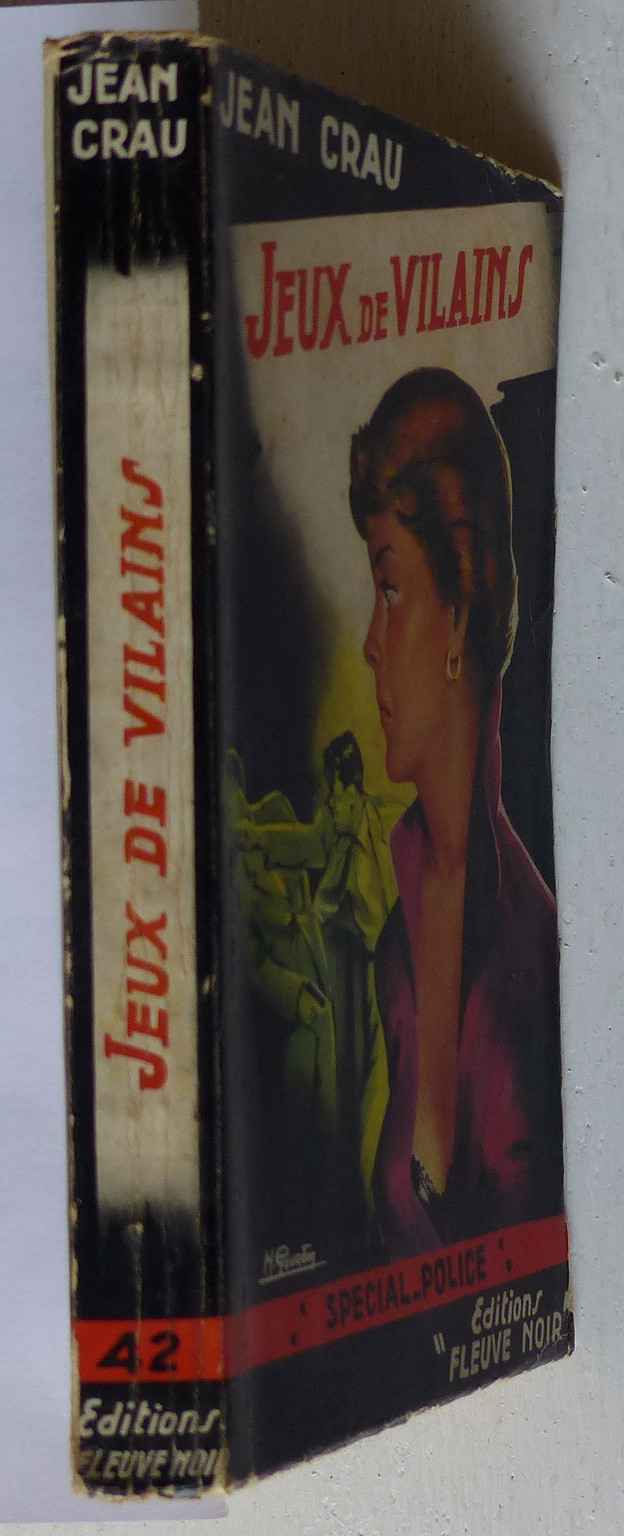 JEAN
CRAU
JEUX DE VILAINS
42
Editions
FLEUVE NOIR
JEAN CRAU
JEUX DE VILAINS
M. Gourdon
SPECIAL-POLICE
Editions
"FLEUVE NOIR